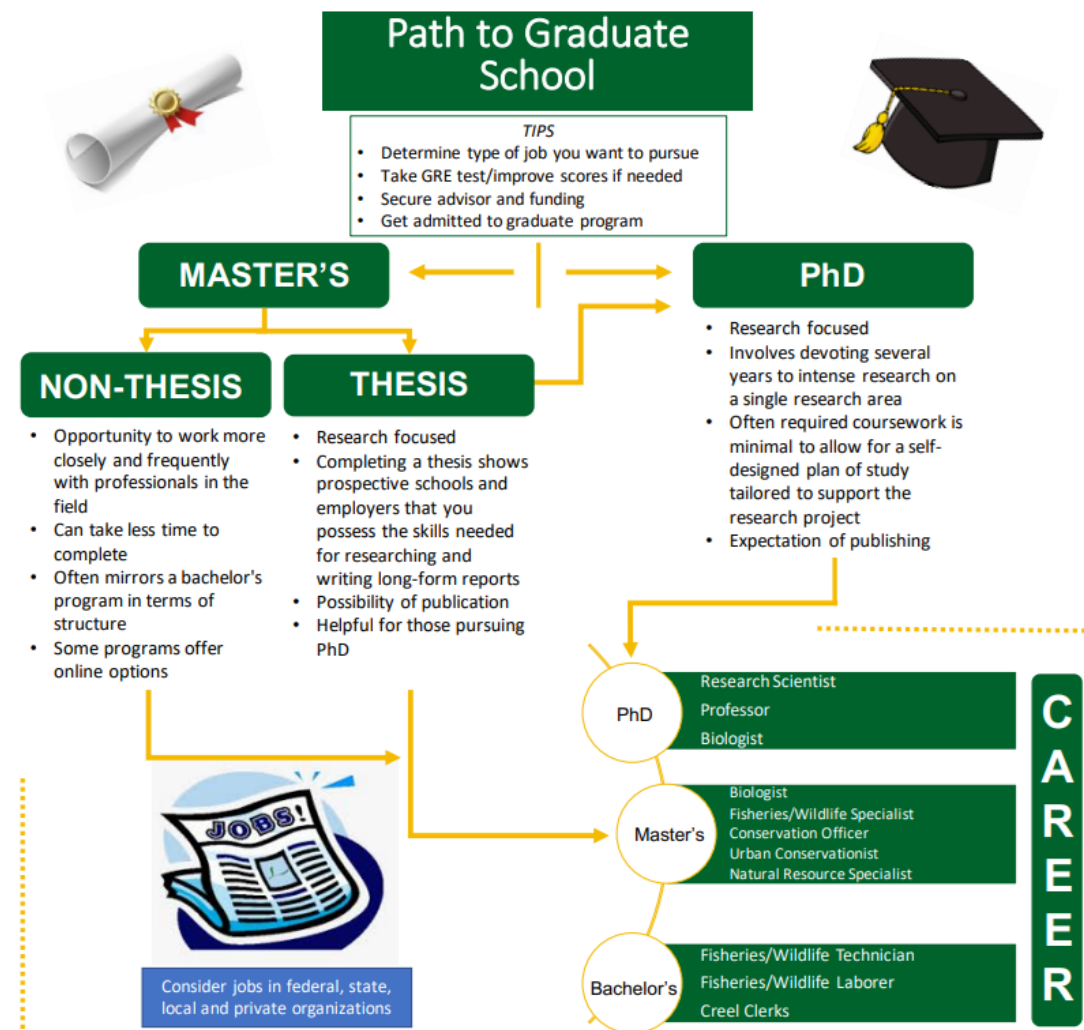 Path to Graduate
School
TIPS
• Determine type of job you want to pursue
• Take GRE test/improve scores if needed
• Secure advisor and funding
• Get admitted to graduate program
MASTER'S
PhD
NON-THESIS
• Opportunity to work more
closely and frequently
with professionals in the
field
• Can take less time to
complete
• Often mirrors a bachelor's
program in terms of
structure
• Some programs offer
online options
THESIS
• Research focused
• Completing a thesis shows
prospective schools and
employers that you
possess the skills needed
for researching and
writing long-form reports
• Possibility of publication
• Helpful for those pursuing
PhD
• Research focused
• Involves devoting several
years to intense research on
a single research area
• Often required coursework is
minimal to allow for a self-
designed plan of study
tailored to support the
research project
• Expectation of publishing
JOBS!
Consider jobs in federal, state,
local and private organizations
PhD
Research Scientist
Professor
Biologist
Master's
Biologist
Fisheries/Wildlife Specialist
Conservation Officer
Urban Conservationist
Natural Resource Specialist
Bachelor's
Fisheries/Wildlife Technician
Fisheries/Wildlife Laborer
Creel Clerks
CAREER